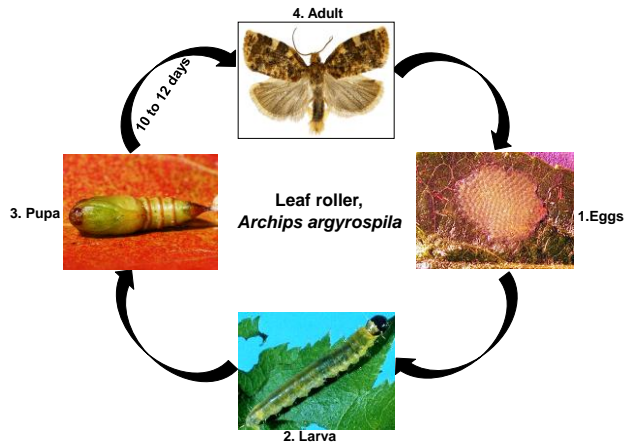 4. Adult
10 to 12 days
3. Pupa
Leaf roller,
Archips argyrospila
1.Eggs
2. Larva